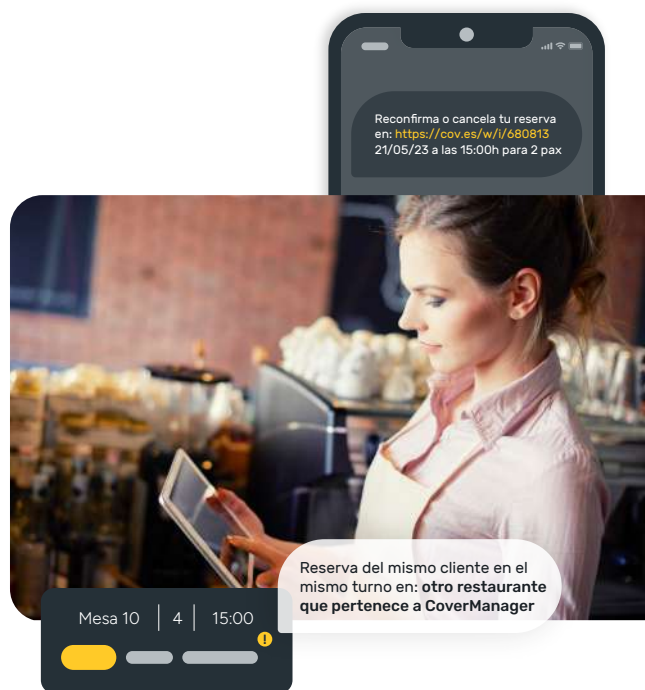 Reconfirma o cancela tu reserva
en: https://cov.es/w/i/680813
21/05/23 a las 15:00h para 2 pax
Reserva del mismo cliente en el
mismo turno en: otro restaurante
que pertenece a CoverManager
Mesa 10 | 4 | 15:00
!